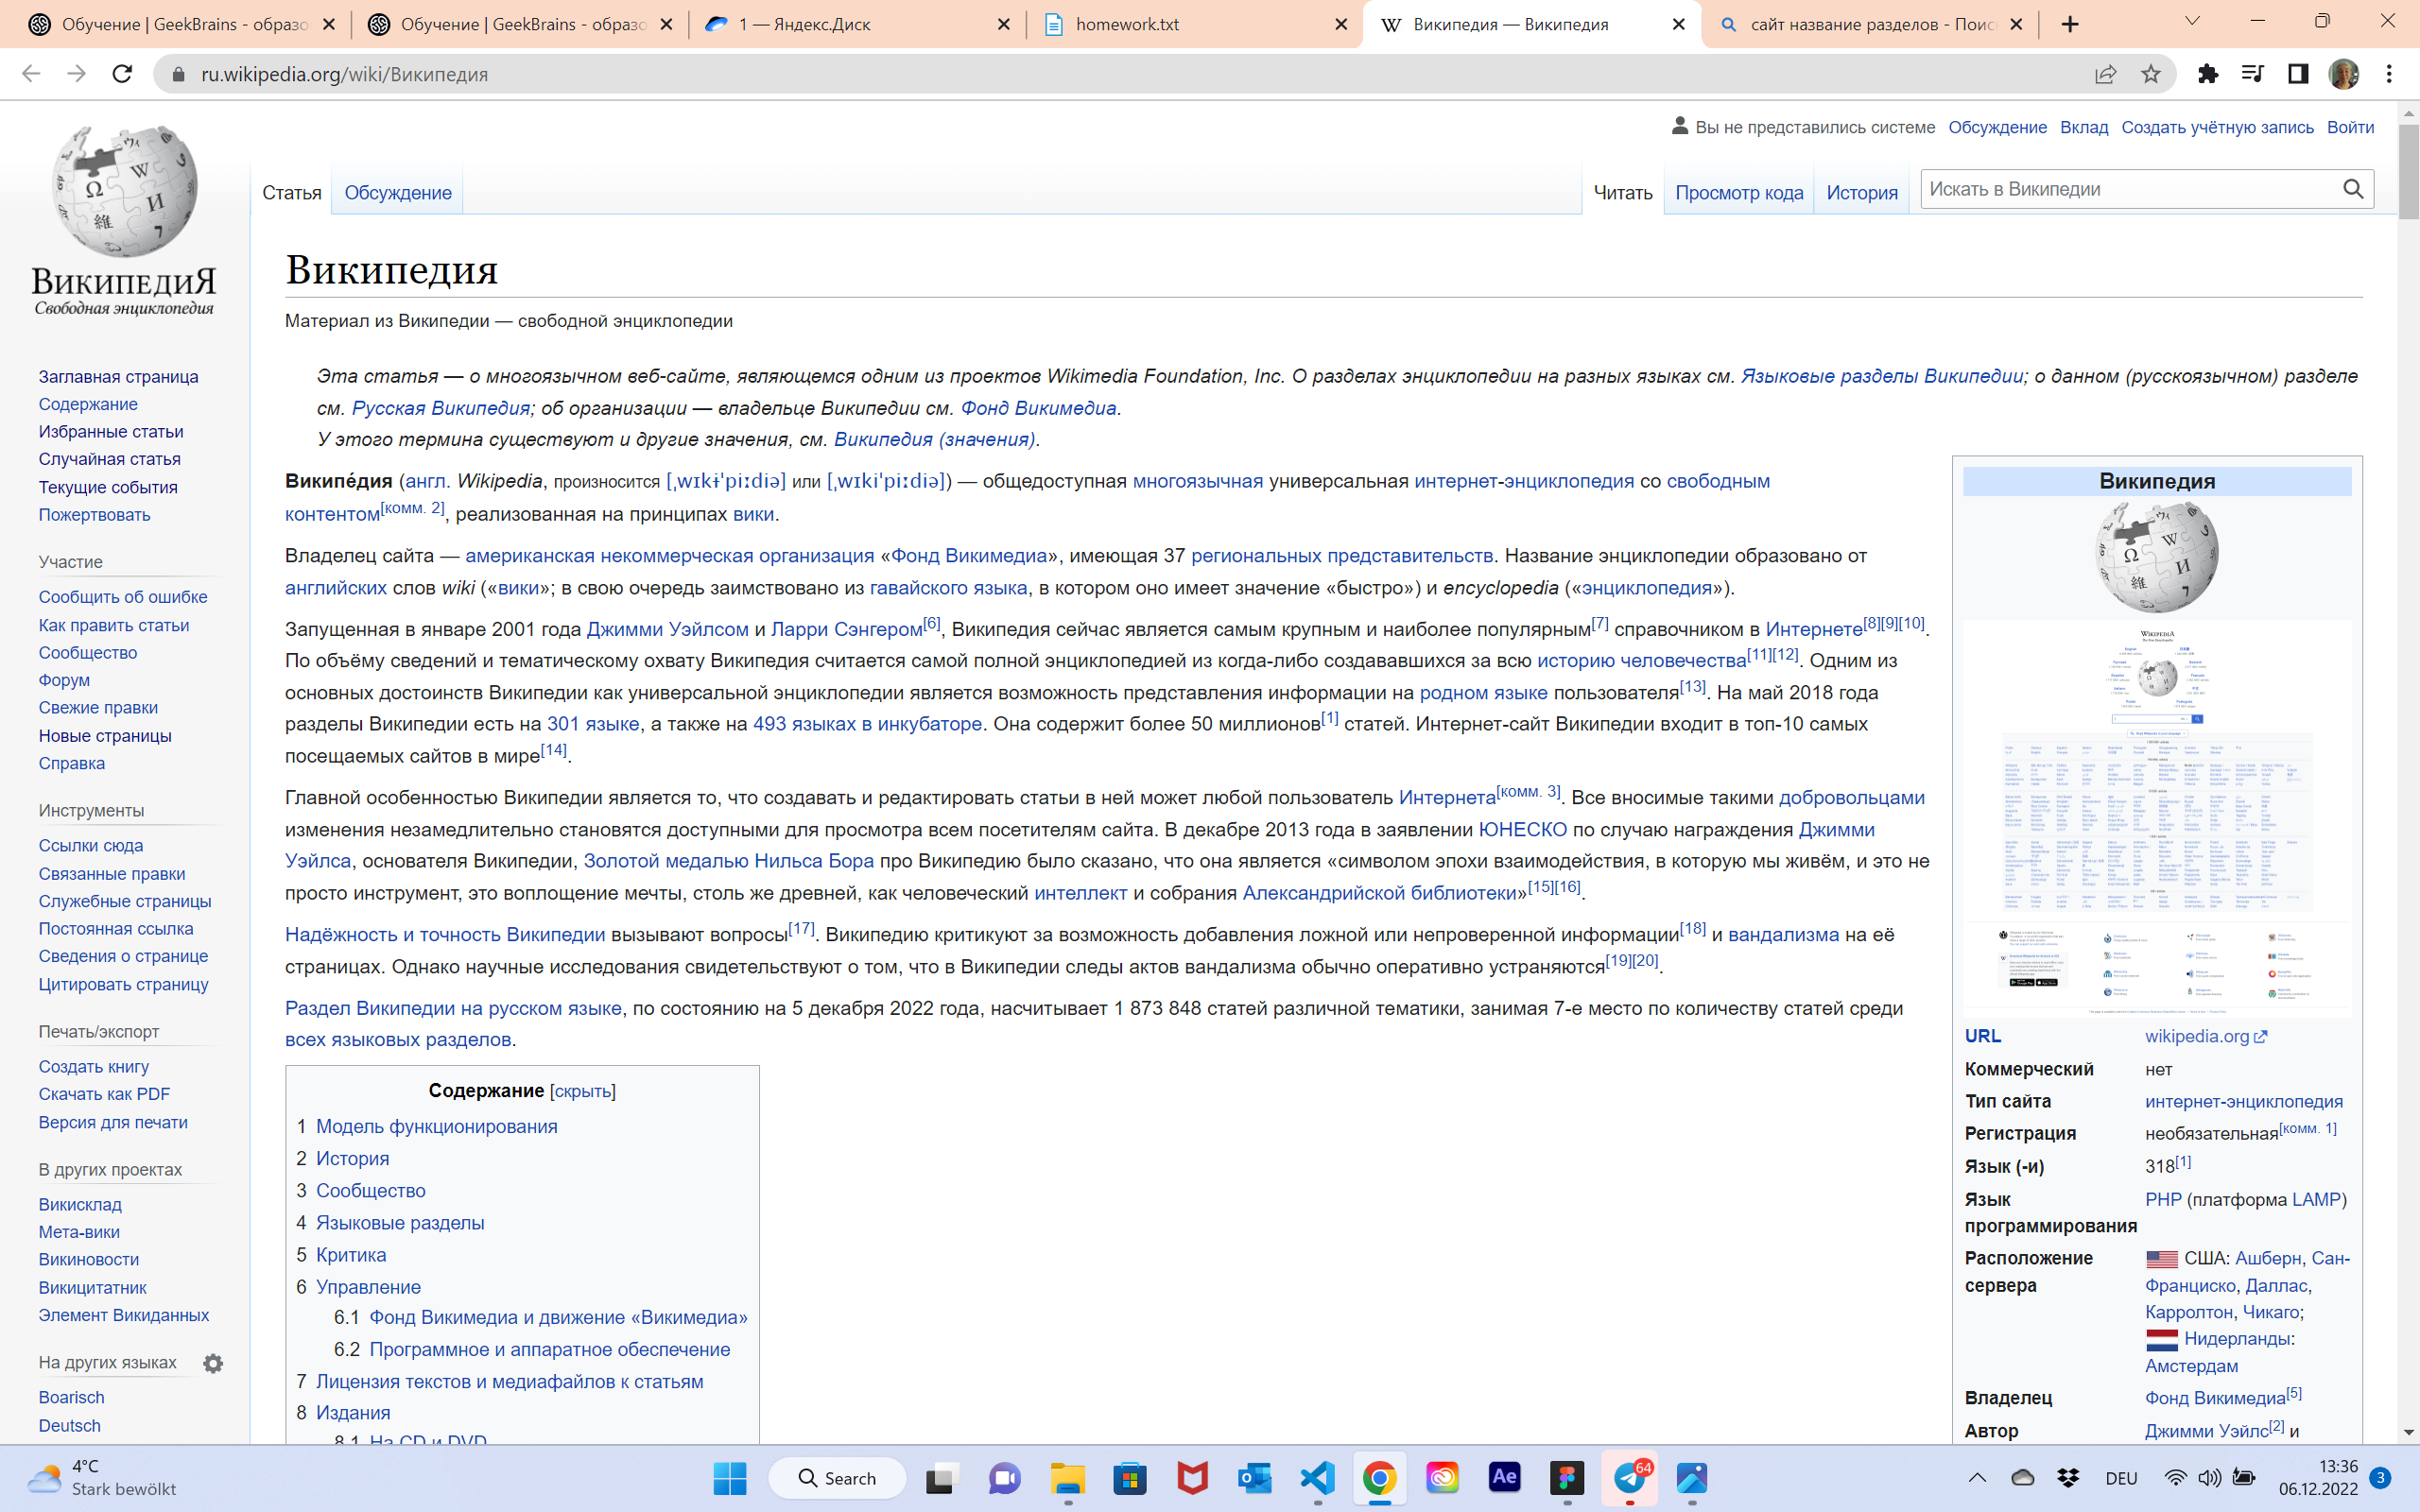 Обучение | GeekBrains - образо
Обучение | GeekBrains - образо
1 — Яндекс.Диск
homework.txt
Википедия — Википедия
сайт название разделов - Поис
ru.wikipedia.org/wiki/Википедия
Вы не представились системе Обсуждение Вклад Создать учётную запись Войти
Статья Обсуждение
Читать Просмотр кода История
Искать в Википедии
ВикипедиЯ
Свободная энциклопедия
Заглавная страница
Содержание
Избранные статьи
Случайная статья
Текущие события
Пожертвовать
Участие
Сообщить об ошибке
Как править статьи
Сообщество
Форум
Свежие правки
Новые страницы
Справка
Инструменты
Ссылки сюда
Связанные правки
Служебные страницы
Постоянная ссылка
Сведения о странице
Цитировать страницу
Печать/экспорт
Создать книгу
Скачать как PDF
Версия для печати
В других проектах
Викисклад
Мета-вики
Викиновости
Викицитатник
Элемент Викиданных
На других языках
Boarisch
Deutsch
Википедия
Материал из Википедии — свободной энциклопедии
Эта статья — о многоязычном веб-сайте, являющемся одним из проектов Wikimedia Foundation, Inc. О разделах энциклопедии на разных языках см. Языковые разделы Википедии; о данном (русскоязычном) разделе
см. Русская Википедия; об организации — владельце Википедии см. Фонд Викимедиа.
У этого термина существуют и другие значения, см. Википедия (значения).
Викпе́дия (англ. Wikipedia, произносится [ˌwɪkɨˈpiːdiə] или [ˌwɪkiˈpiːdiə]) — общедоступная многоязычная универсальная интернет-энциклопедия со свободным
контентом[комм. 2], реализованная на принципах вики.
Владелец сайта — американская некоммерческая организация «Фонд Викимедиа», имеющая 37 региональных представительств. Название энциклопедии образовано от
английских слов wiki («вики»; в свою очередь заимствовано из гавайского языка, в котором оно имеет значение «быстро») и encyclopedia («энциклопедия»).
Запущенная в январе 2001 года Джимми Уэйлсом и Ларри Сэнгером[6], Википедия сейчас является самым крупным и наиболее популярным[7] справочником в Интернете[8][9][10].
По объёму сведений и тематическому охвату Википедия считается самой полной энциклопедией из когда-либо создававшихся за всю историю человечества[11][12]. Одним из
основных достоинств Википедии как универсальной энциклопедии является возможность представления информации на родном языке пользователя[13]. На май 2018 года
разделы Википедии есть на 301 языке, а также на 493 языках в инкубаторе. Она содержит более 50 миллионов[1] статей. Интернет-сайт Википедии входит в топ-10 самых
посещаемых сайтов в мире[14].
Главной особенностью Википедии является то, что создавать и редактировать статьи в ней может любой пользователь Интернета[комм. 3]. Все вносимые такими добровольцами
изменения незамедлительно становятся доступными для просмотра всем посетителям сайта. В декабре 2013 года в заявлении ЮНЕСКО по случаю награждения Джимми
Уэйлса, основателя Википедии, Золотой медалью Нильса Бора про Википедию было сказано, что она является «символом эпохи взаимодействия, в которую мы живём, и это не
просто инструмент, это воплощение мечты, столь же древней, как человеческий интеллект и собрания Александрийской библиотеки»[15][16].
Надёжность и точность Википедии вызывают вопросы[17]. Википедию критикуют за возможность добавления ложной или непроверенной информации[18] и вандализма на её
страницах. Однако научные исследования свидетельствуют о том, что в Википедии следы актов вандализма обычно оперативно устраняются[19][20].
Раздел Википедии на русском языке, по состоянию на 5 декабря 2022 года, насчитывает 1 873 848 статей различной тематики, занимая 7-е место по количеству статей среди
всех языковых разделов.
Содержание [скрыть]
1 Модель функционирования
2 История
3 Сообщество
4 Языковые разделы
5 Критика
6 Управление
6.1 Фонд Викимедиа и движение «Викимедиа»
6.2 Программное и аппаратное обеспечение
7 Лицензия текстов и медиафайлов к статьям
8 Издания
8.1 На CD и DVD
Википедия
WIKIPEDIA
URL wikipedia.org
Коммерческий нет
Тип сайта интернет-энциклопедия
Регистрация необязательная[комм. 1]
Язык (-и) 318[1]
Язык PHP (платформа LAMP)
программирования
Расположение США: Ашберн, Сан-
сервера Франциско, Даллас,
Карролтон, Чикаго;
Нидерланды:
Амстердам
Владелец Фонд Викимедиа[5]
Автор Джимми Уэйлс[2] и
4°C
Stark bewölkt
Search
Ae
64
DEU
13:36
06.12.2022
3